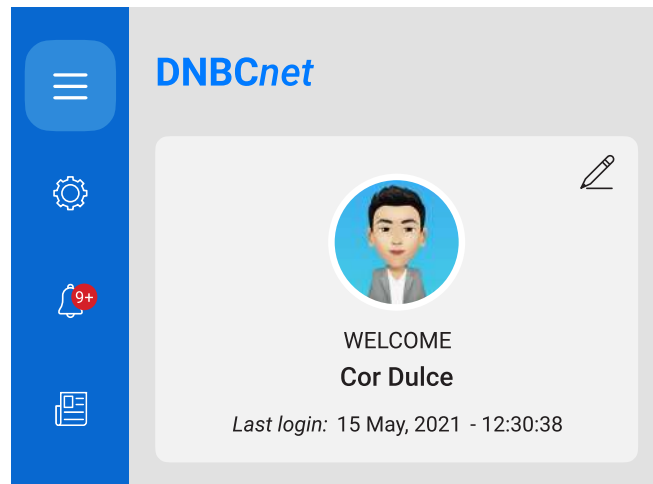 DNBCnet
9+
WELCOME
Cor Dulce
Last login: 15 May, 2021 - 12:30:38